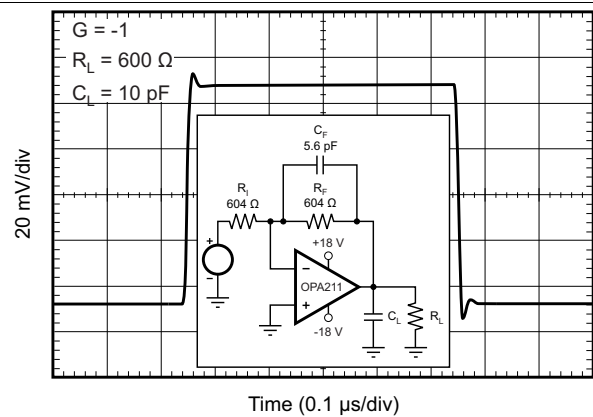 G = -1
R_L = 600 Ω
C_L = 10 pF
20 mV/div
C_F
5.6 pF
R_I
604 Ω
R_F
604 Ω
+18 V
+
−
−
OPA211
+
-18 V
C_L
R_L
Time (0.1 μs/div)